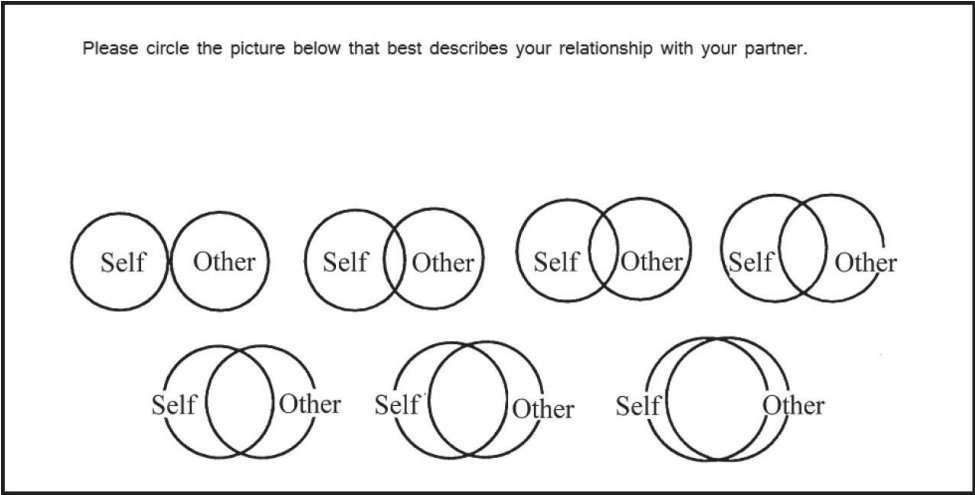 Please circle the picture below that best describes your relationship with your partner.
Self Other Self Other Self Other Self Other
Self Other Self Other Self Other